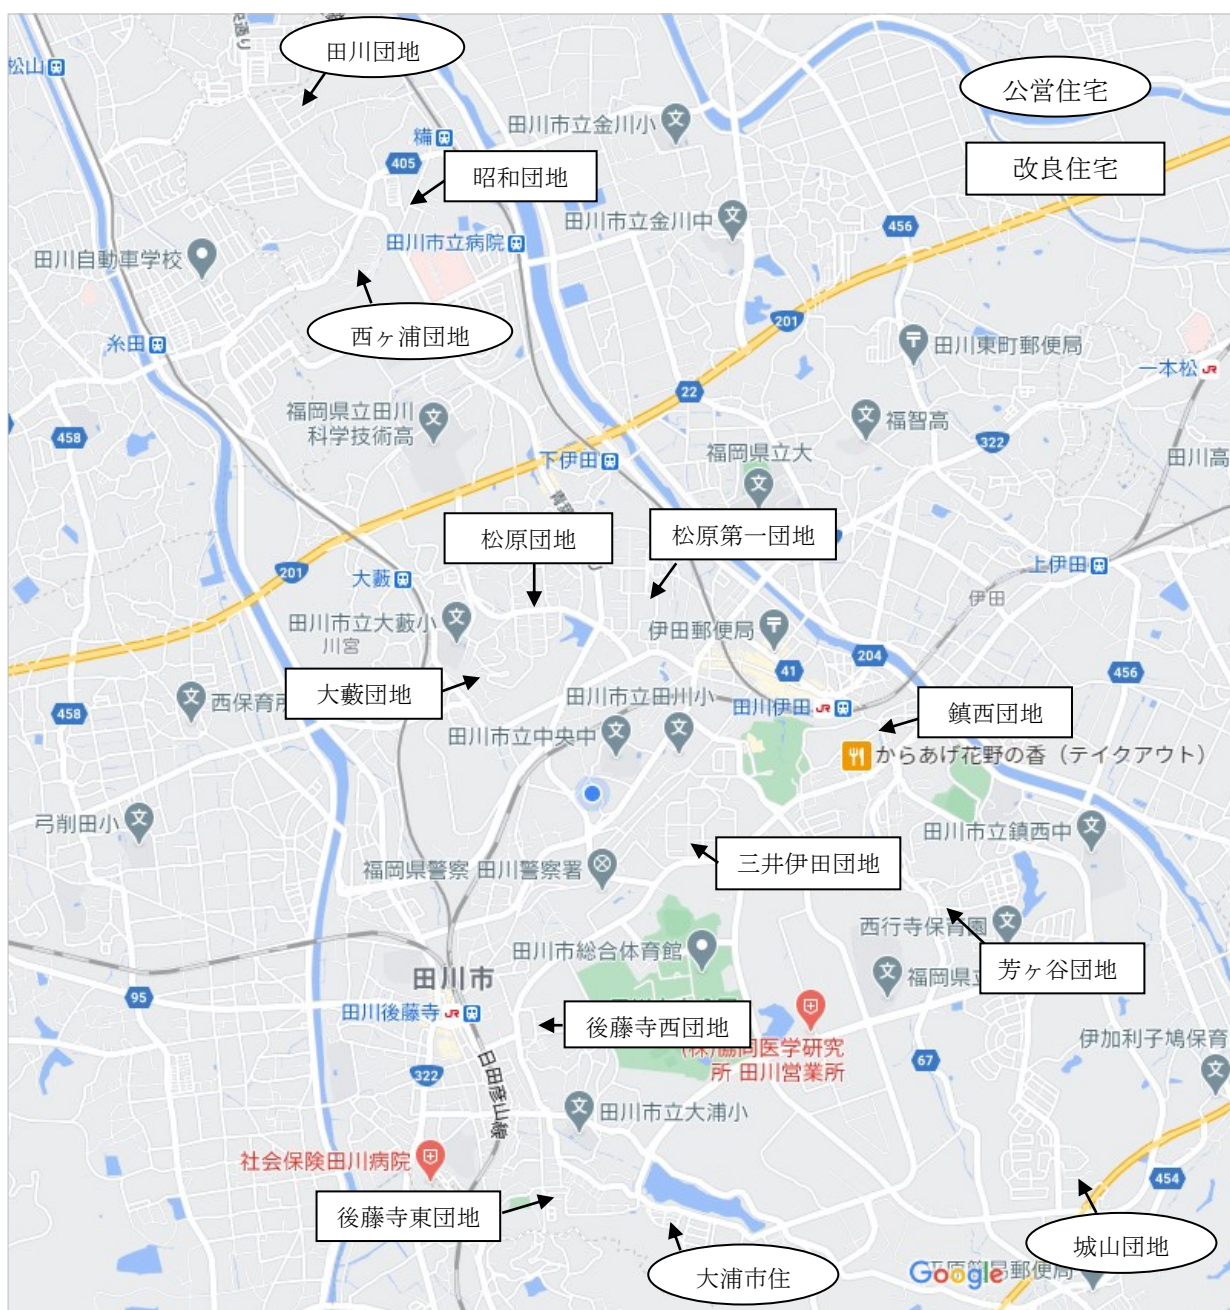 田川団地
公営住宅
松山
田川市立金川小
糒
405
昭和団地
改良住宅
田川市立金川中
456
田川市立病院
田川自動車学校
西ヶ浦団地
201
糸田
田川東町郵便局
一本松 JR
22
福岡県立田川
科学技術高
福智高
458
322
下伊田
福岡県立大
田川高
松原団地
松原第一団地
201
大藪
上伊田
伊田
田川市立大藪小
川宮
伊田郵便局
204
41
456
大藪団地
西保育所
田川市立田川小
458
田川伊田 JR
鎮西団地
田川市立中央中
からあげ花野の香（テイクアウト）
弓削田小
田川市立鎮西中
福岡県警察 田川警察署
三井伊田団地
西行寺保育園
田川市総合体育館
芳ヶ谷団地
田川市
福岡県立
95
田川後藤寺 JR
後藤寺西団地
(株)協同医学研究
所 田川営業所
伊加利子鳩保育
67
322
日田彦山線
田川市立大浦小
社会保険田川病院
454
後藤寺東団地
城山団地
大浦市住
Google